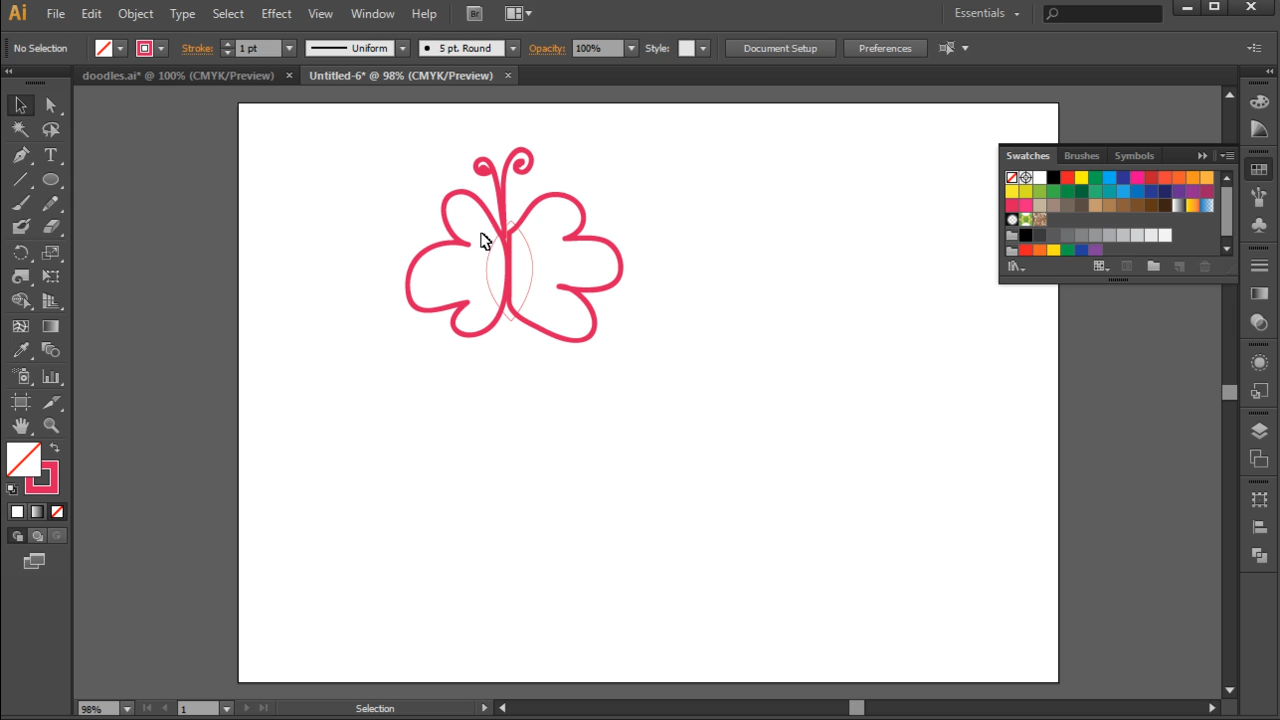 Ai File Edit Object Type Select Effect View Window Help Br Essentials
No Selection Stroke: 1 pt Uniform 5 pt. Round Opacity: 100% Style: Document Setup Preferences
doodles.ai* @ 100% (CMYK/Preview) Untitled-6* @ 98% (CMYK/Preview)
Swatches Brushes Symbols
98% 1 Selection